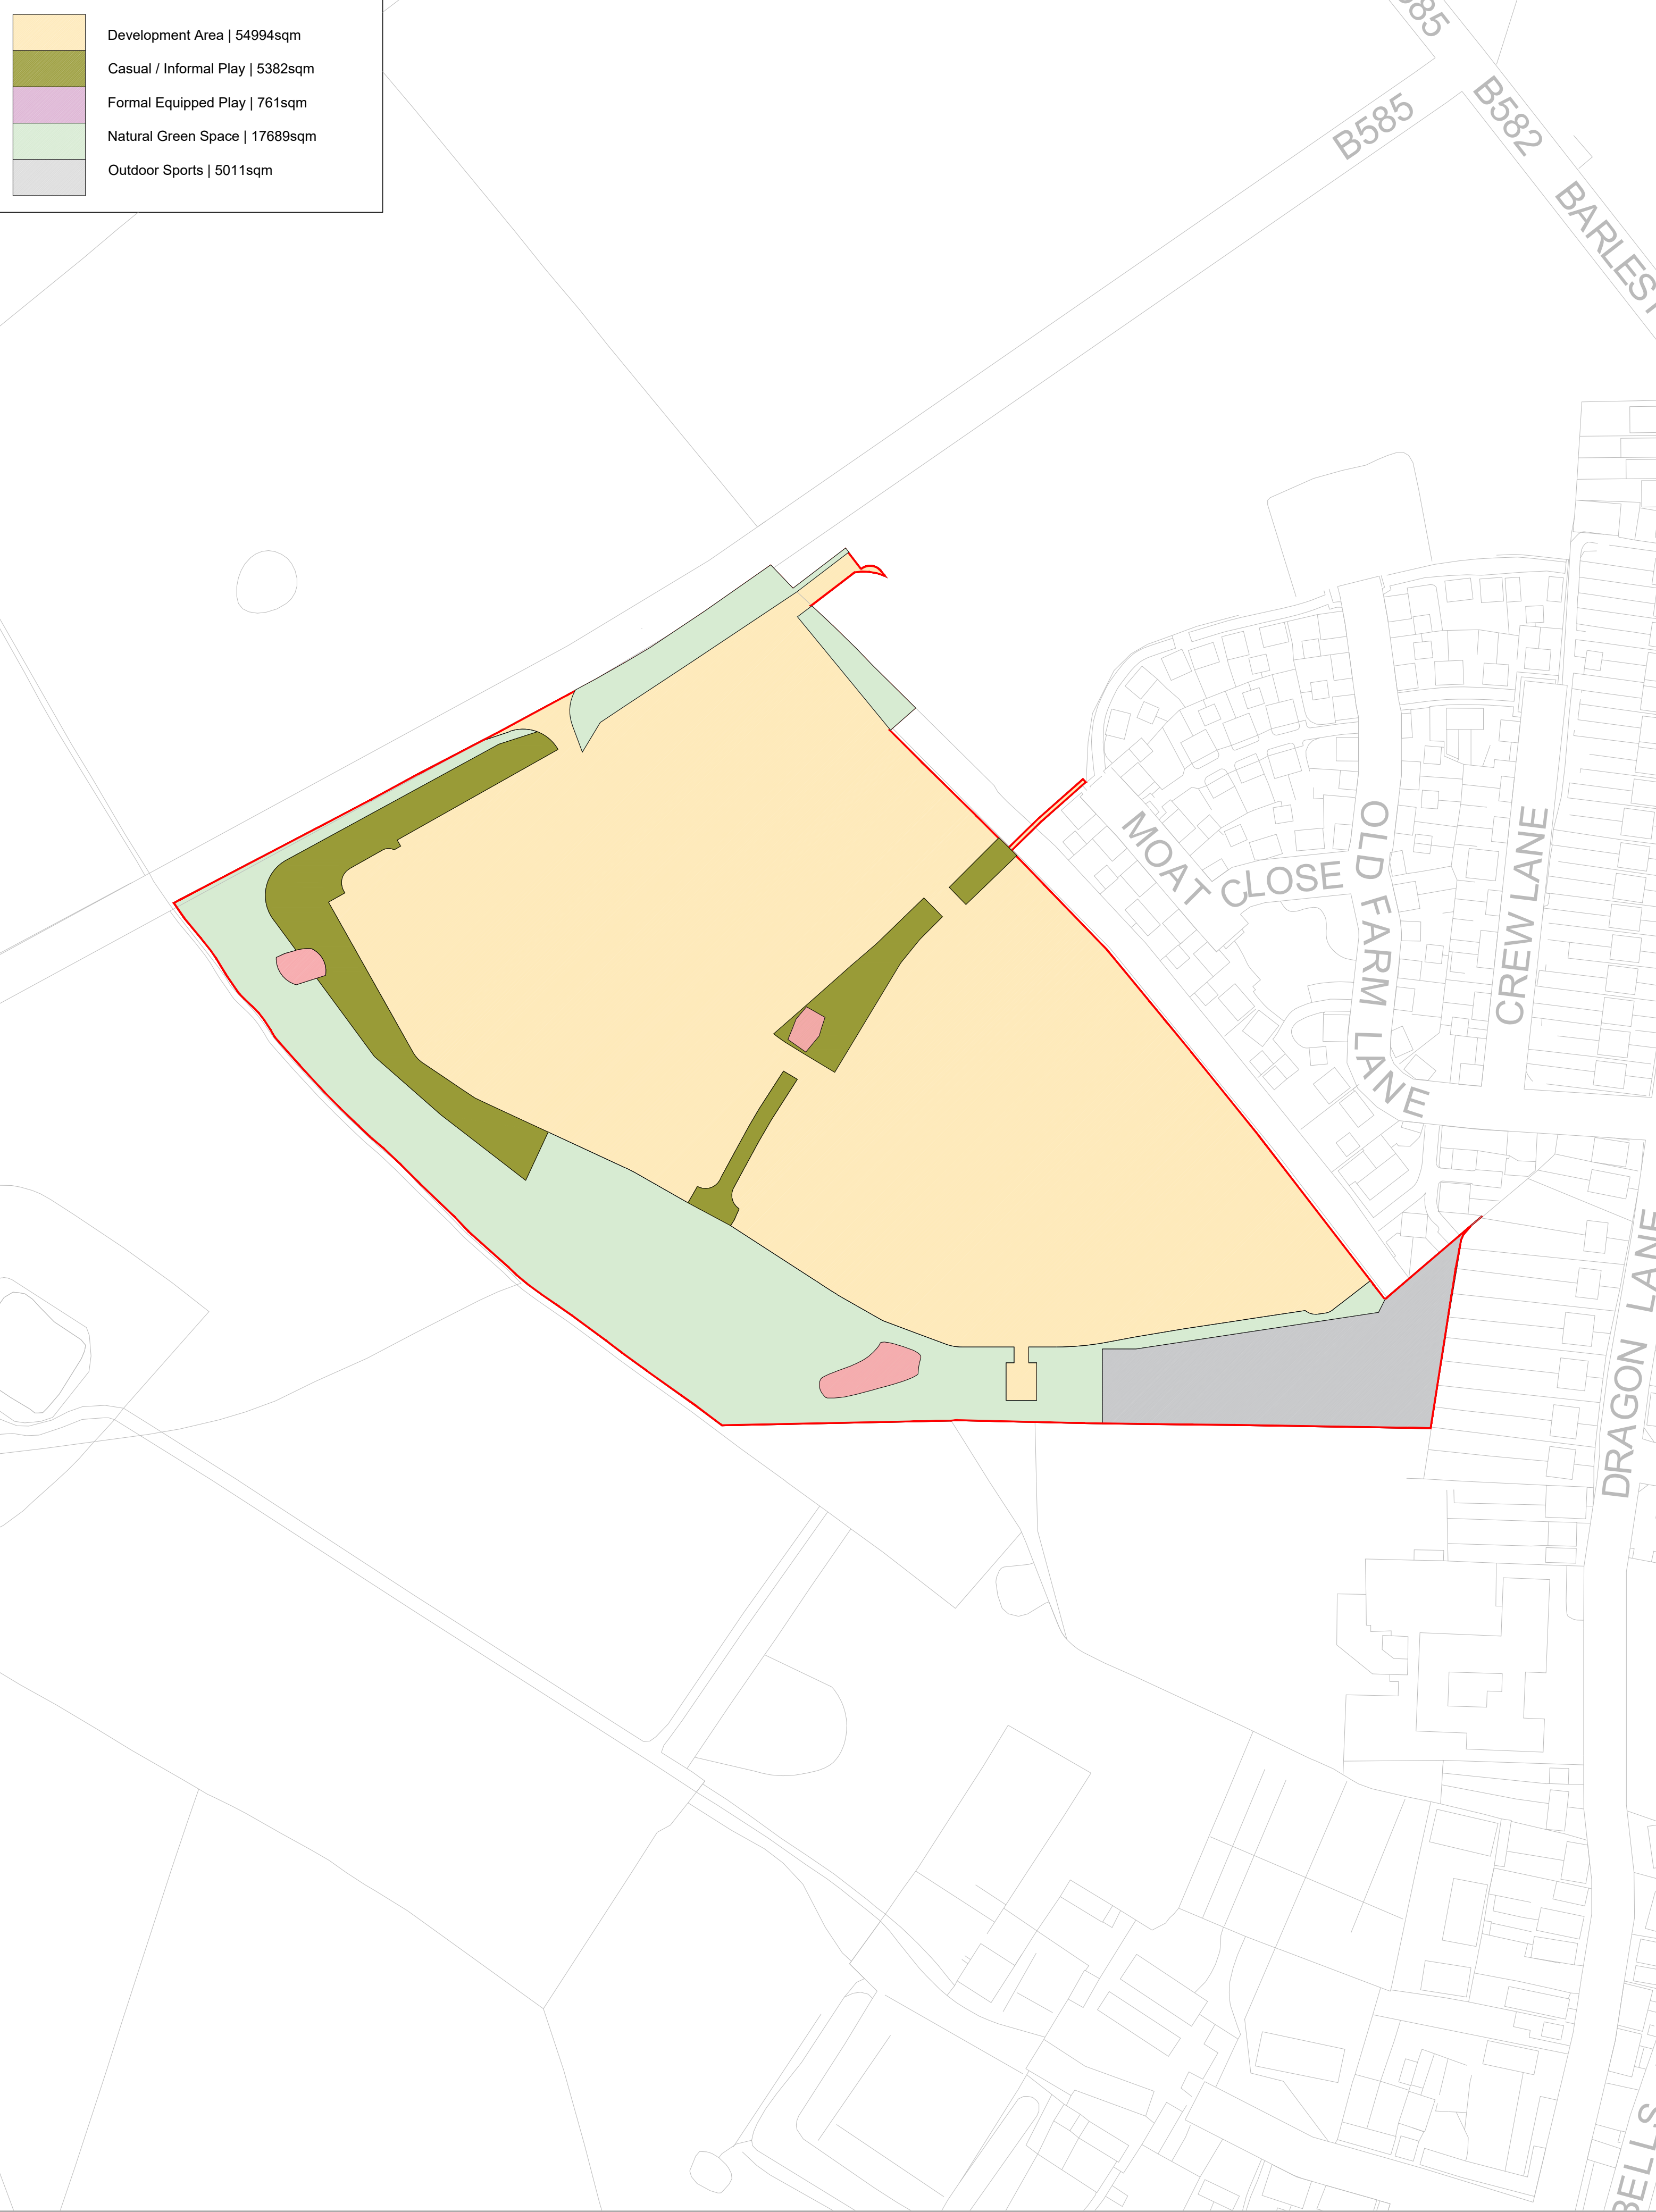 Development Area | 54994sqm
Casual / Informal Play | 5382sqm
Formal Equipped Play | 761sqm
Natural Green Space | 17689sqm
Outdoor Sports | 5011sqm
B585
B582
MOAT CLOSE
OLD FARM LANE
CREW LANE
DRAGON LANE